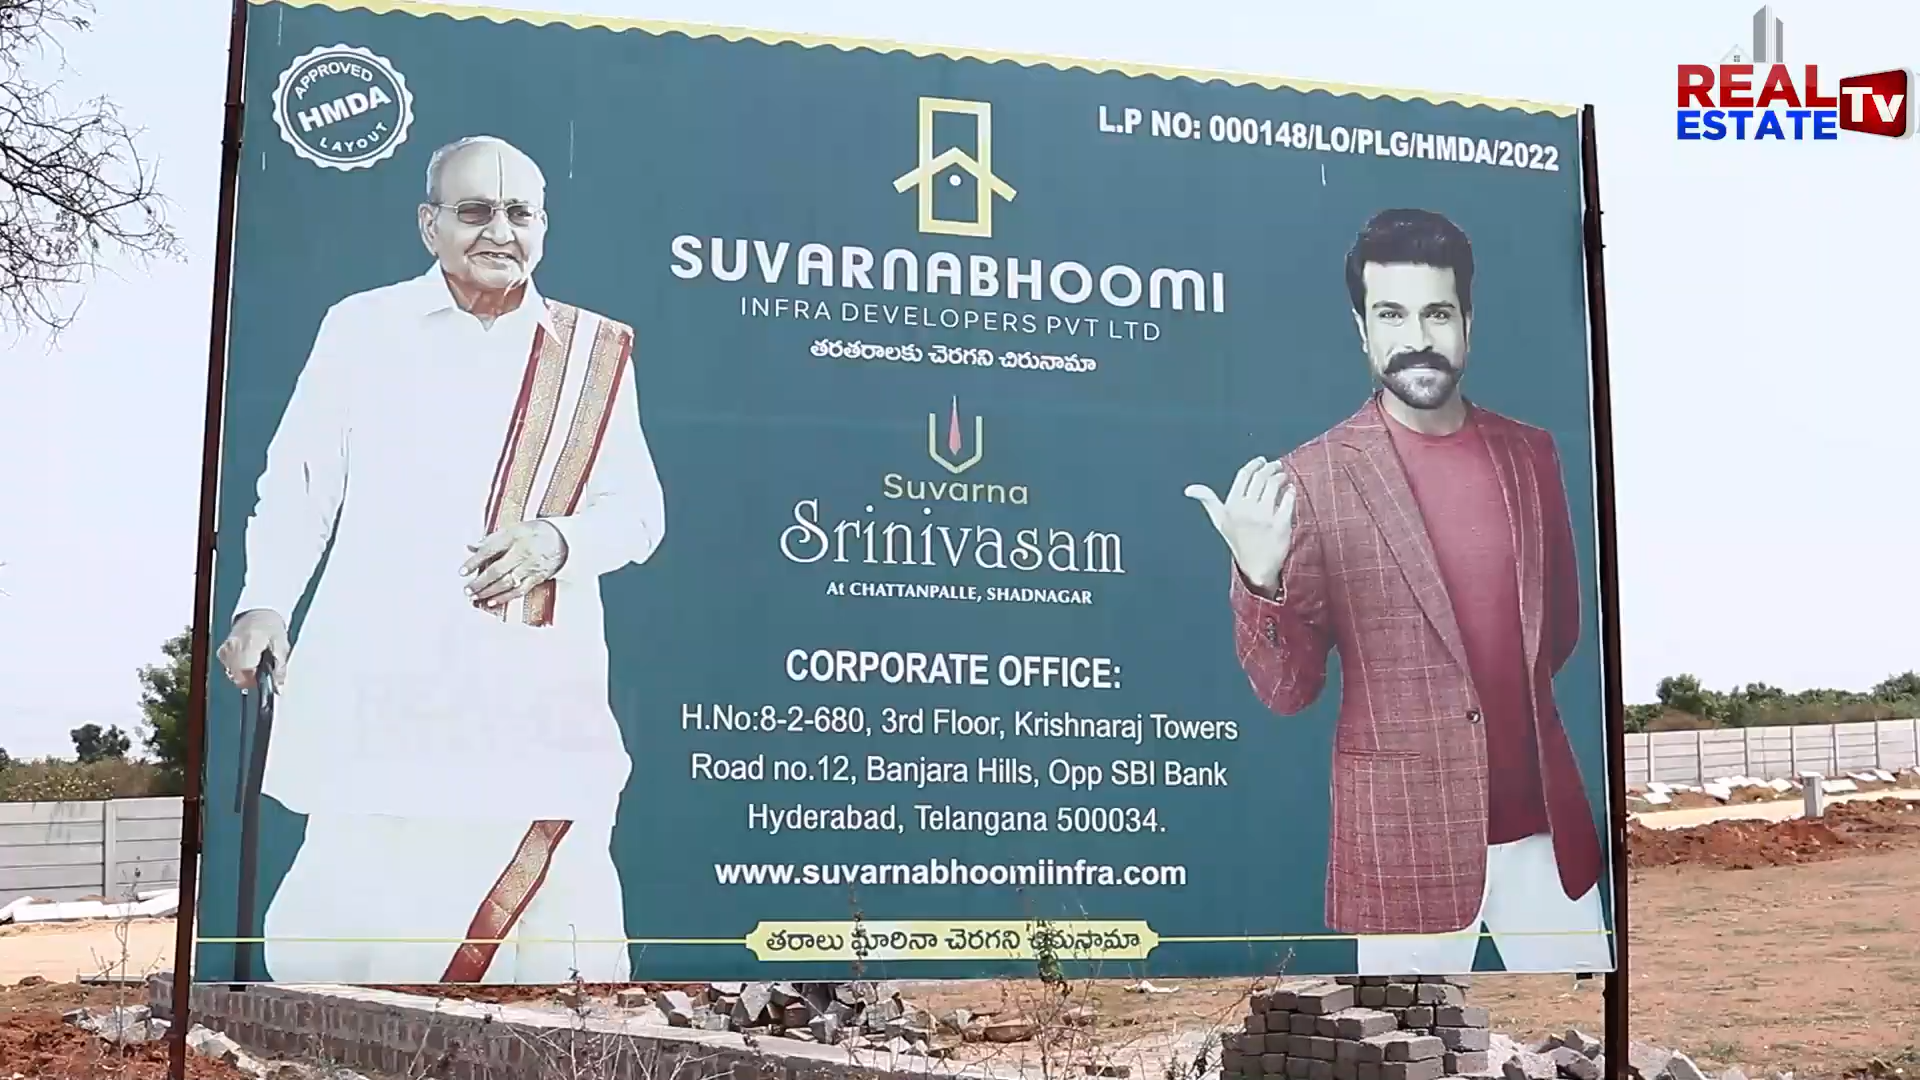 APPROVED
HMDA
LAYOUT
L.P NO: 000148/LO/PLG/HMDA/2022
REAL
ESTATE TV
SUVARNABHOOMI
INFRA DEVELOPERS PVT LTD
తరతరాలకు చెరగని చిరునామా
Suvarna
Srinivasam
At CHATTANPALLE, SHADNAGAR
CORPORATE OFFICE:
H.No:8-2-680, 3rd Floor, Krishnaraj Towers
Road no.12, Banjara Hills, Opp SBI Bank
Hyderabad, Telangana 500034.
www.suvarnabhoomiinfra.com
తరాలు మారినా చెరగని చిరునామా